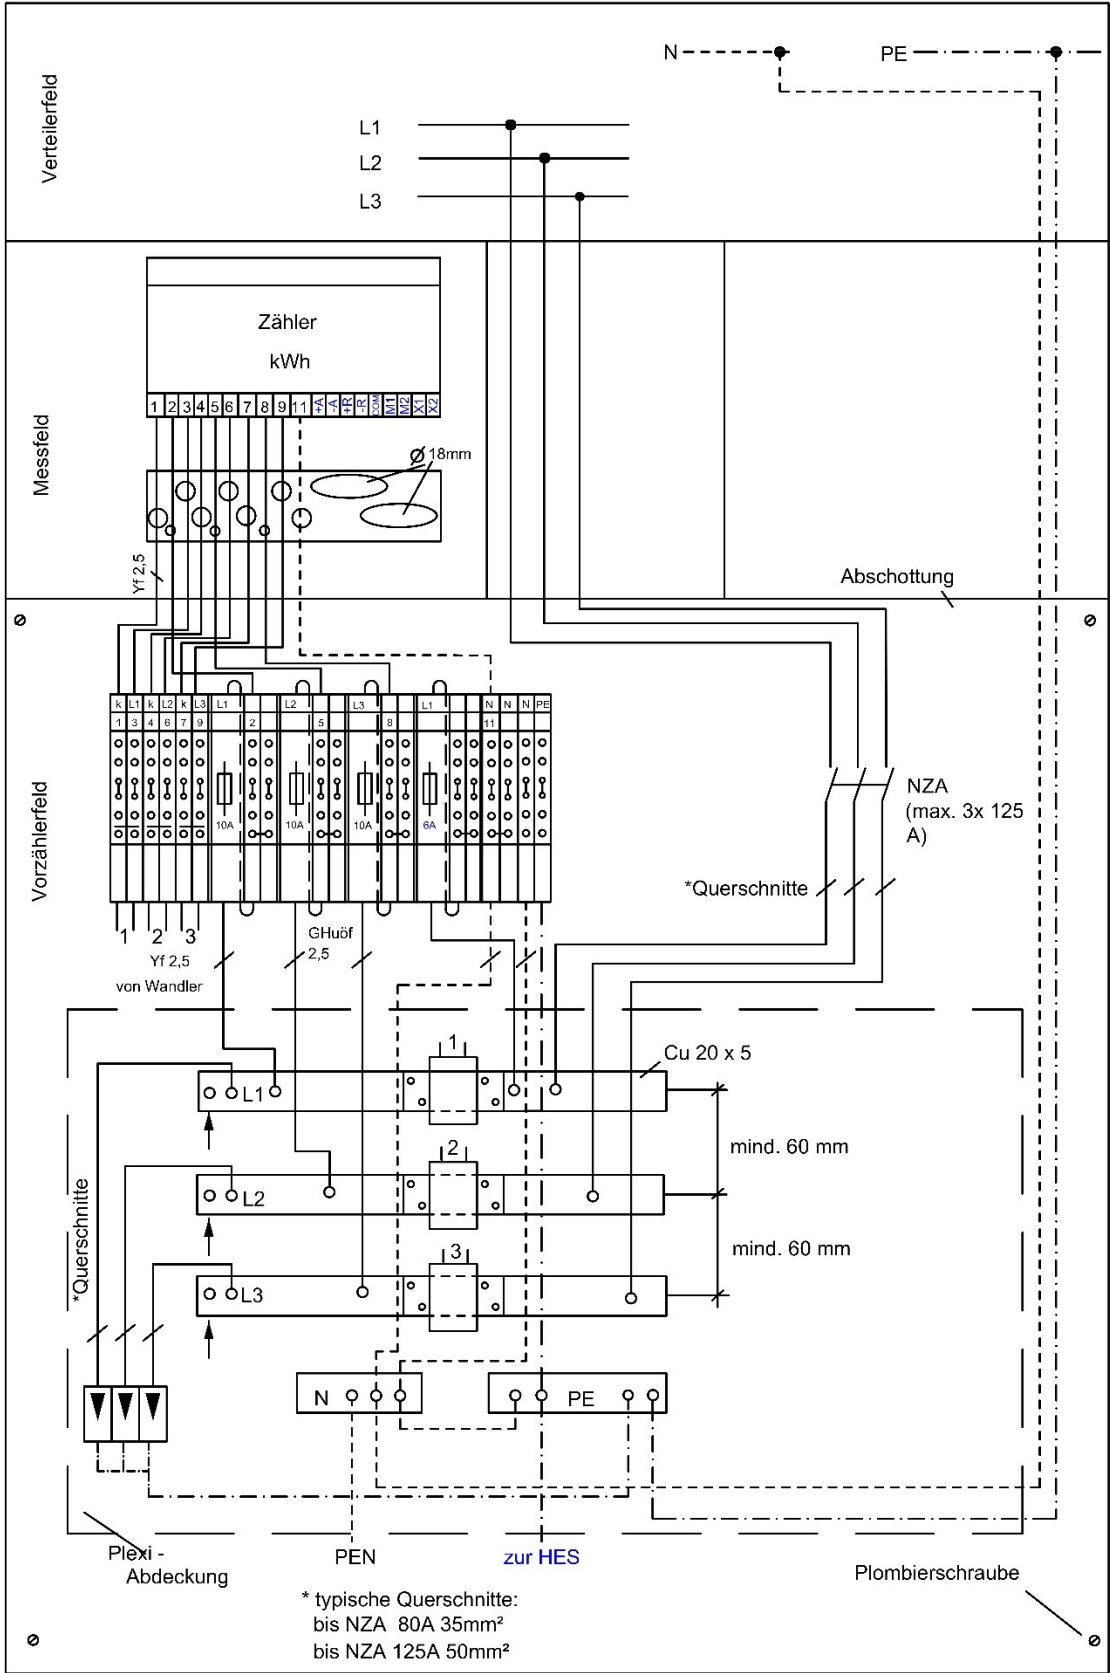 N
PE
Verteilerfeld
L1
L2
L3
Messfeld
Zähler
kWh
1 2 3 4 5 6 7 8 9 11 +A -A +R -R COM M1 M2 X1 X2
Ø 18mm
Yf 2,5
Abschottung
Vorzählerfeld
k L1 k L2 k L3 L1 L2 L3 L1 N N N PE
1 3 4 6 7 9 2 5 8 11
10A 10A 10A 6A
NZA
(max. 3x 125
A)
*Querschnitte
1 2 3
Yf 2,5
von Wandler
GHuöf
2,5
1
Cu 20 x 5
L1
mind. 60 mm
2
L2
*Querschnitte
mind. 60 mm
3
L3
N
PE
Plexi -
Abdeckung
PEN
zur HES
Plombierschraube
* typische Querschnitte:
bis NZA 80A 35mm²
bis NZA 125A 50mm²